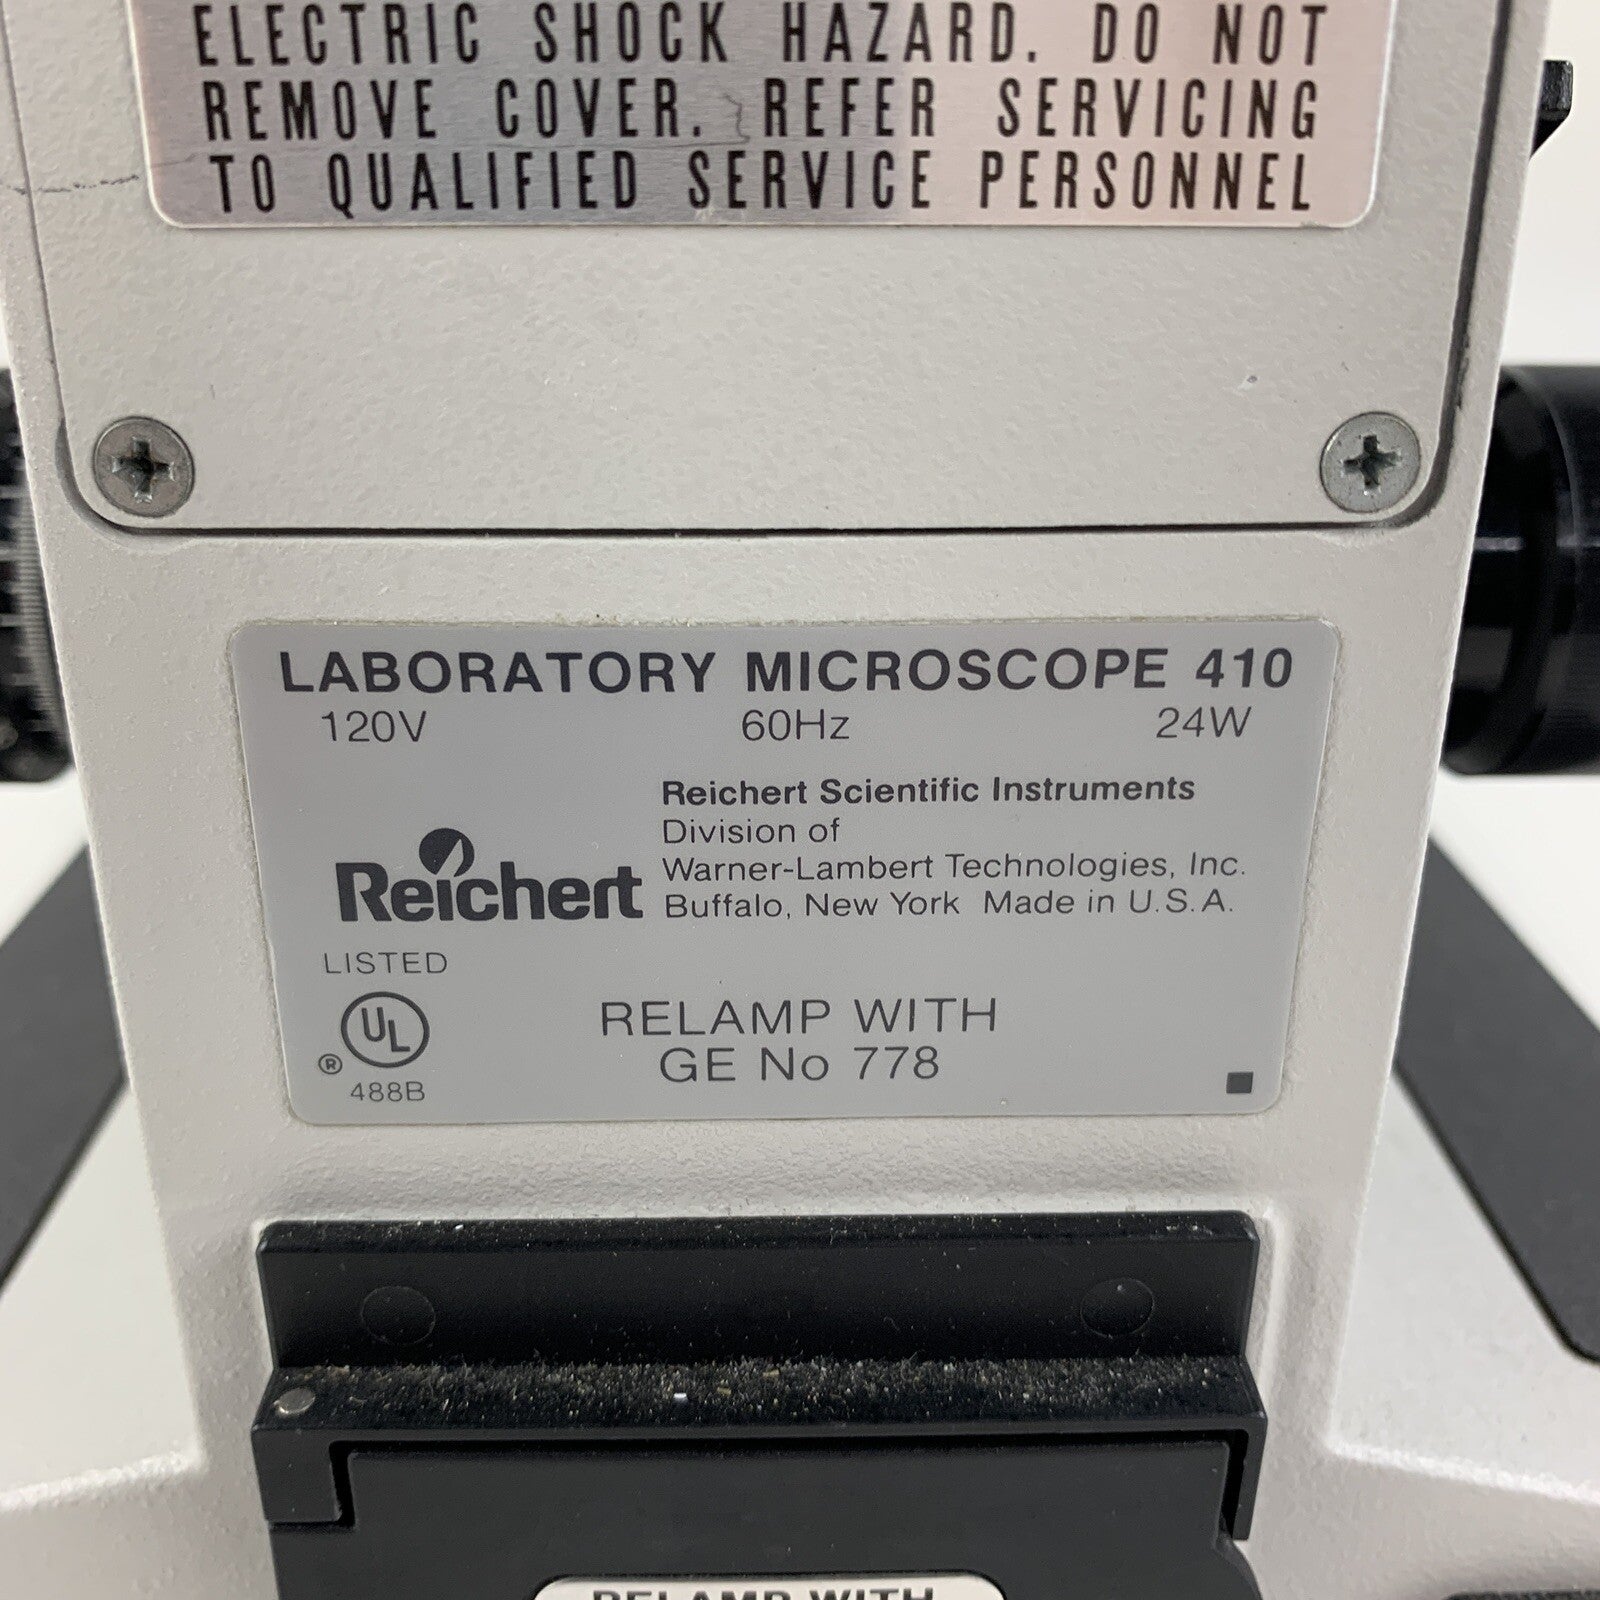 ELECTRIC SHOCK HAZARD. DO NOT
REMOVE COVER. REFER SERVICING
TO QUALIFIED SERVICE PERSONNEL
LABORATORY MICROSCOPE 410
120V 60Hz 24W
Reichert Scientific Instruments
Division of
Warner-Lambert Technologies, Inc.
Buffalo, New York Made in U.S.A.
Reichert
LISTED
UL
®
488B
RELAMP WITH
GE No 778
RELAMP WITH